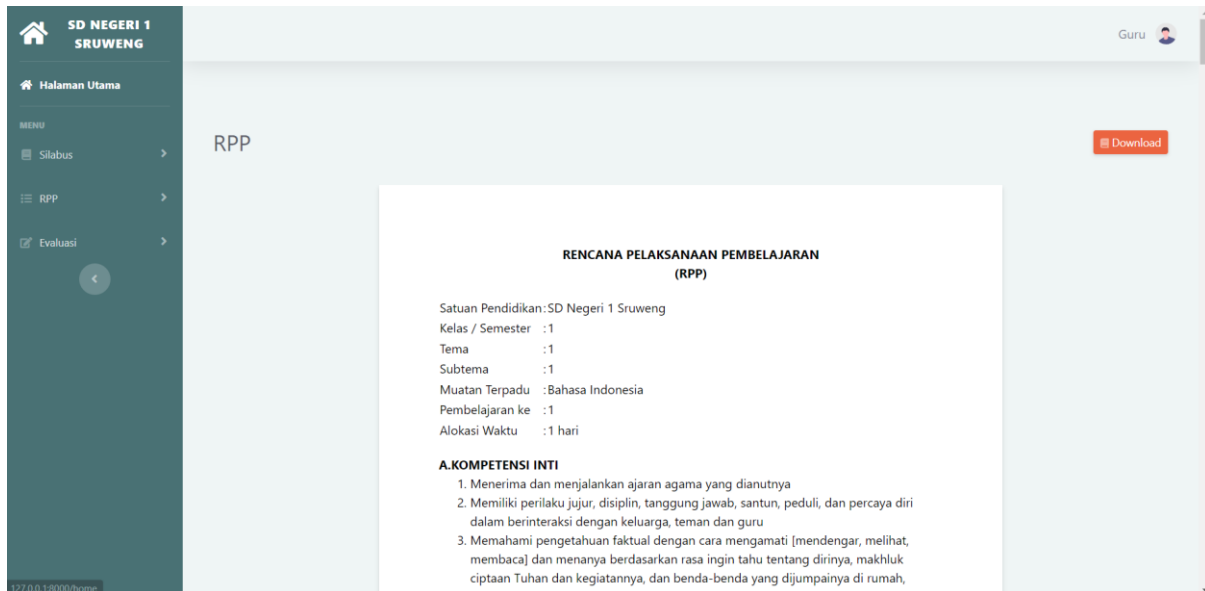 SD NEGERI 1
SRUWENG
Guru
Halaman Utama
MENU
Silabus
RPP
Evaluasi
RPP
Download
RENCANA PELAKSANAAN PEMBELAJARAN
(RPP)
Satuan Pendidikan:SD Negeri 1 Sruweng
Kelas / Semester :1
Tema :1
Subtema :1
Muatan Terpadu :Bahasa Indonesia
Pembelajaran ke :1
Alokasi Waktu :1 hari
A.KOMPETENSI INTI
1. Menerima dan menjalankan ajaran agama yang dianutnya
2. Memiliki perilaku jujur, disiplin, tanggung jawab, santun, peduli, dan percaya diri
dalam berinteraksi dengan keluarga, teman dan guru
3. Memahami pengetahuan faktual dengan cara mengamati [mendengar, melihat,
membaca] dan menanya berdasarkan rasa ingin tahu tentang dirinya, makhluk
ciptaan Tuhan dan kegiatannya, dan benda-benda yang dijumpainya di rumah,
127.0.0.1:8000/home